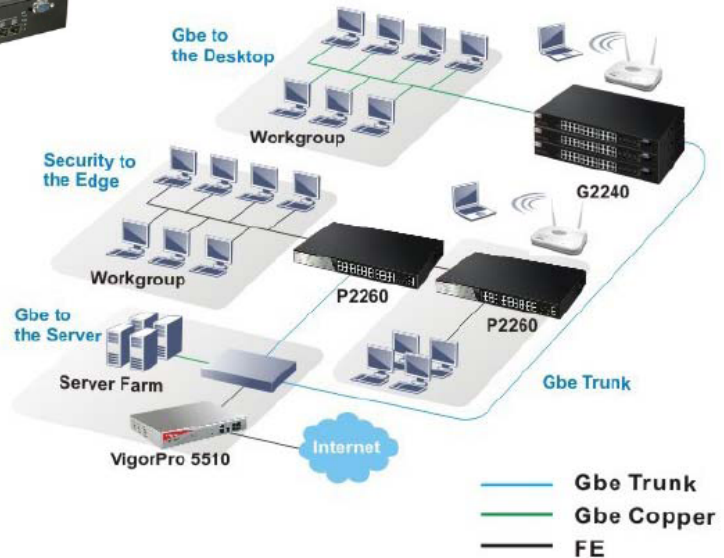 Gbe to
the Desktop
Workgroup
G2240
Security to
the Edge
Workgroup
P2260
P2260
Gbe to
the Server
Server Farm
Gbe Trunk
VigorPro 5510
Internet
Gbe Trunk
Gbe Copper
FE